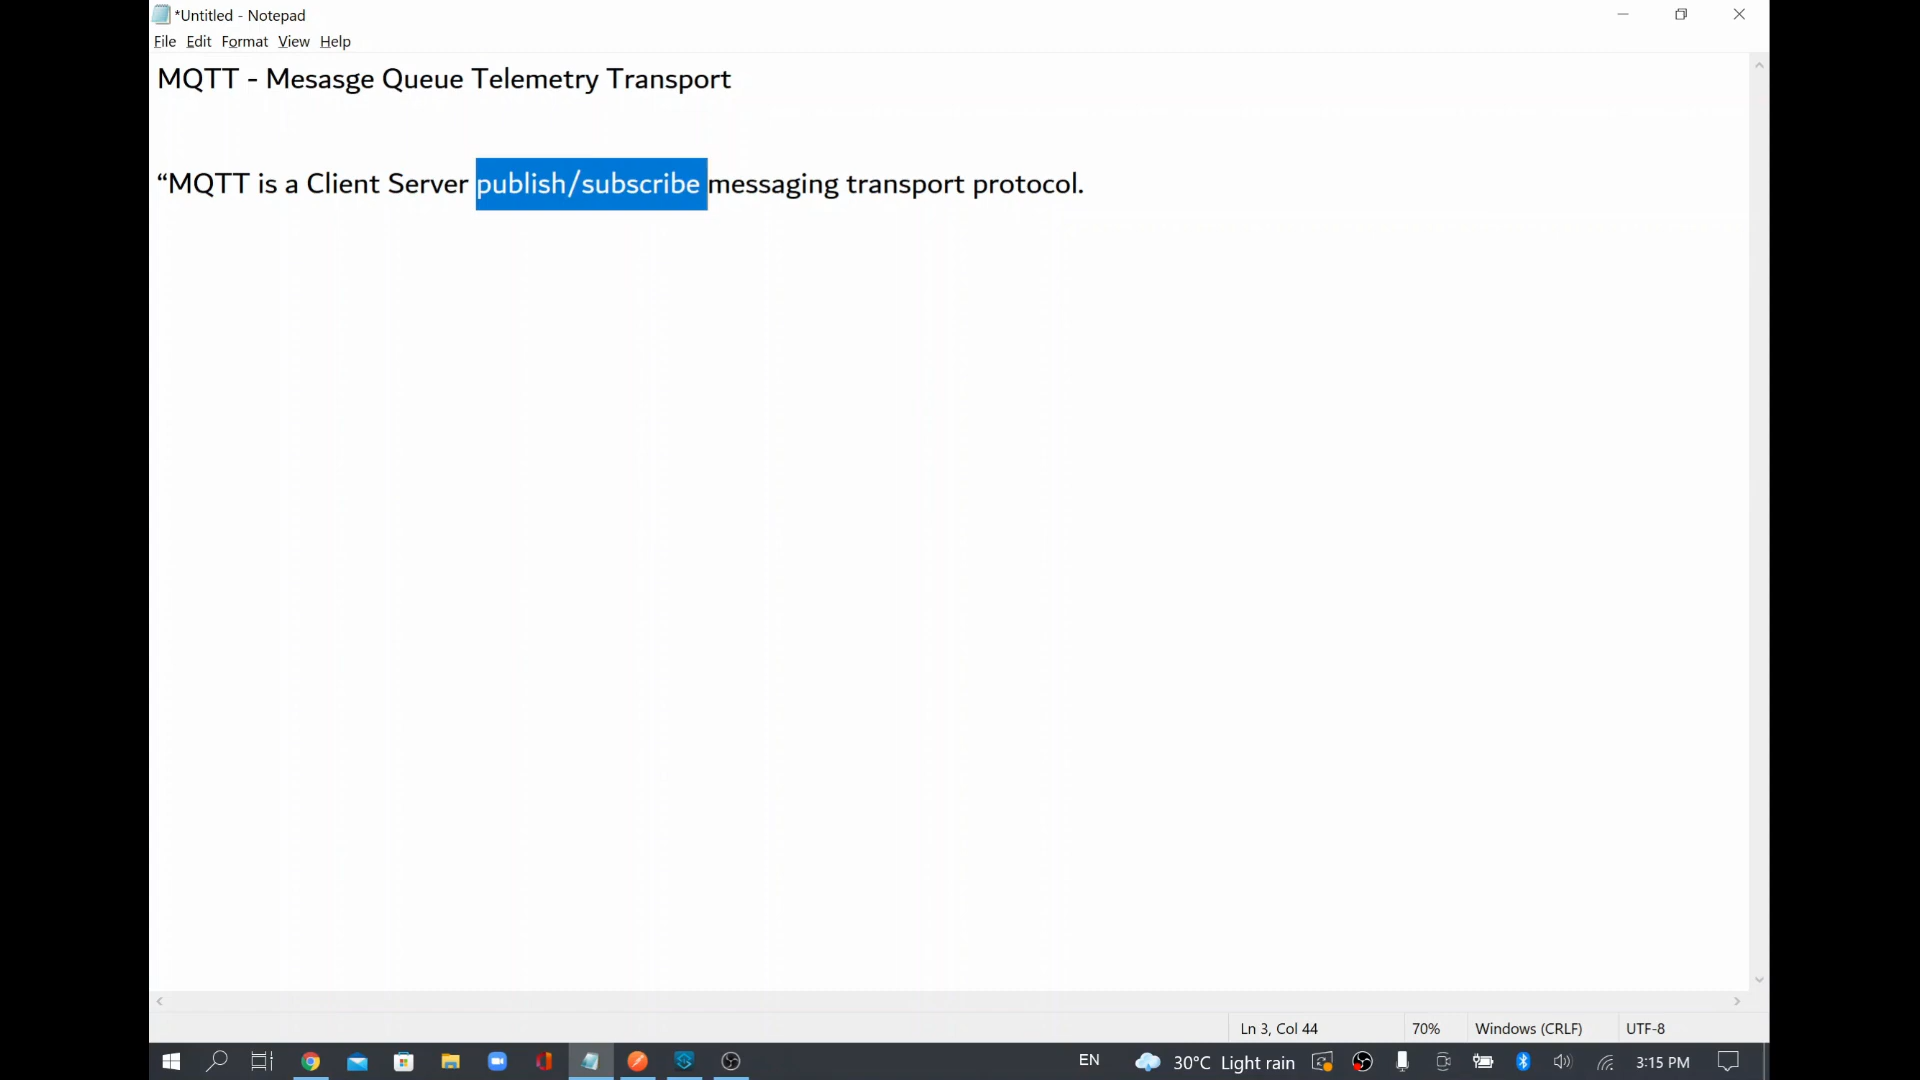 *Untitled - Notepad
File Edit Format View Help
MQTT - Mesasge Queue Telemetry Transport
“MQTT is a Client Server publish/subscribe messaging transport protocol.
Ln 3, Col 44 70% Windows (CRLF) UTF-8
EN 30°C Light rain 3:15 PM